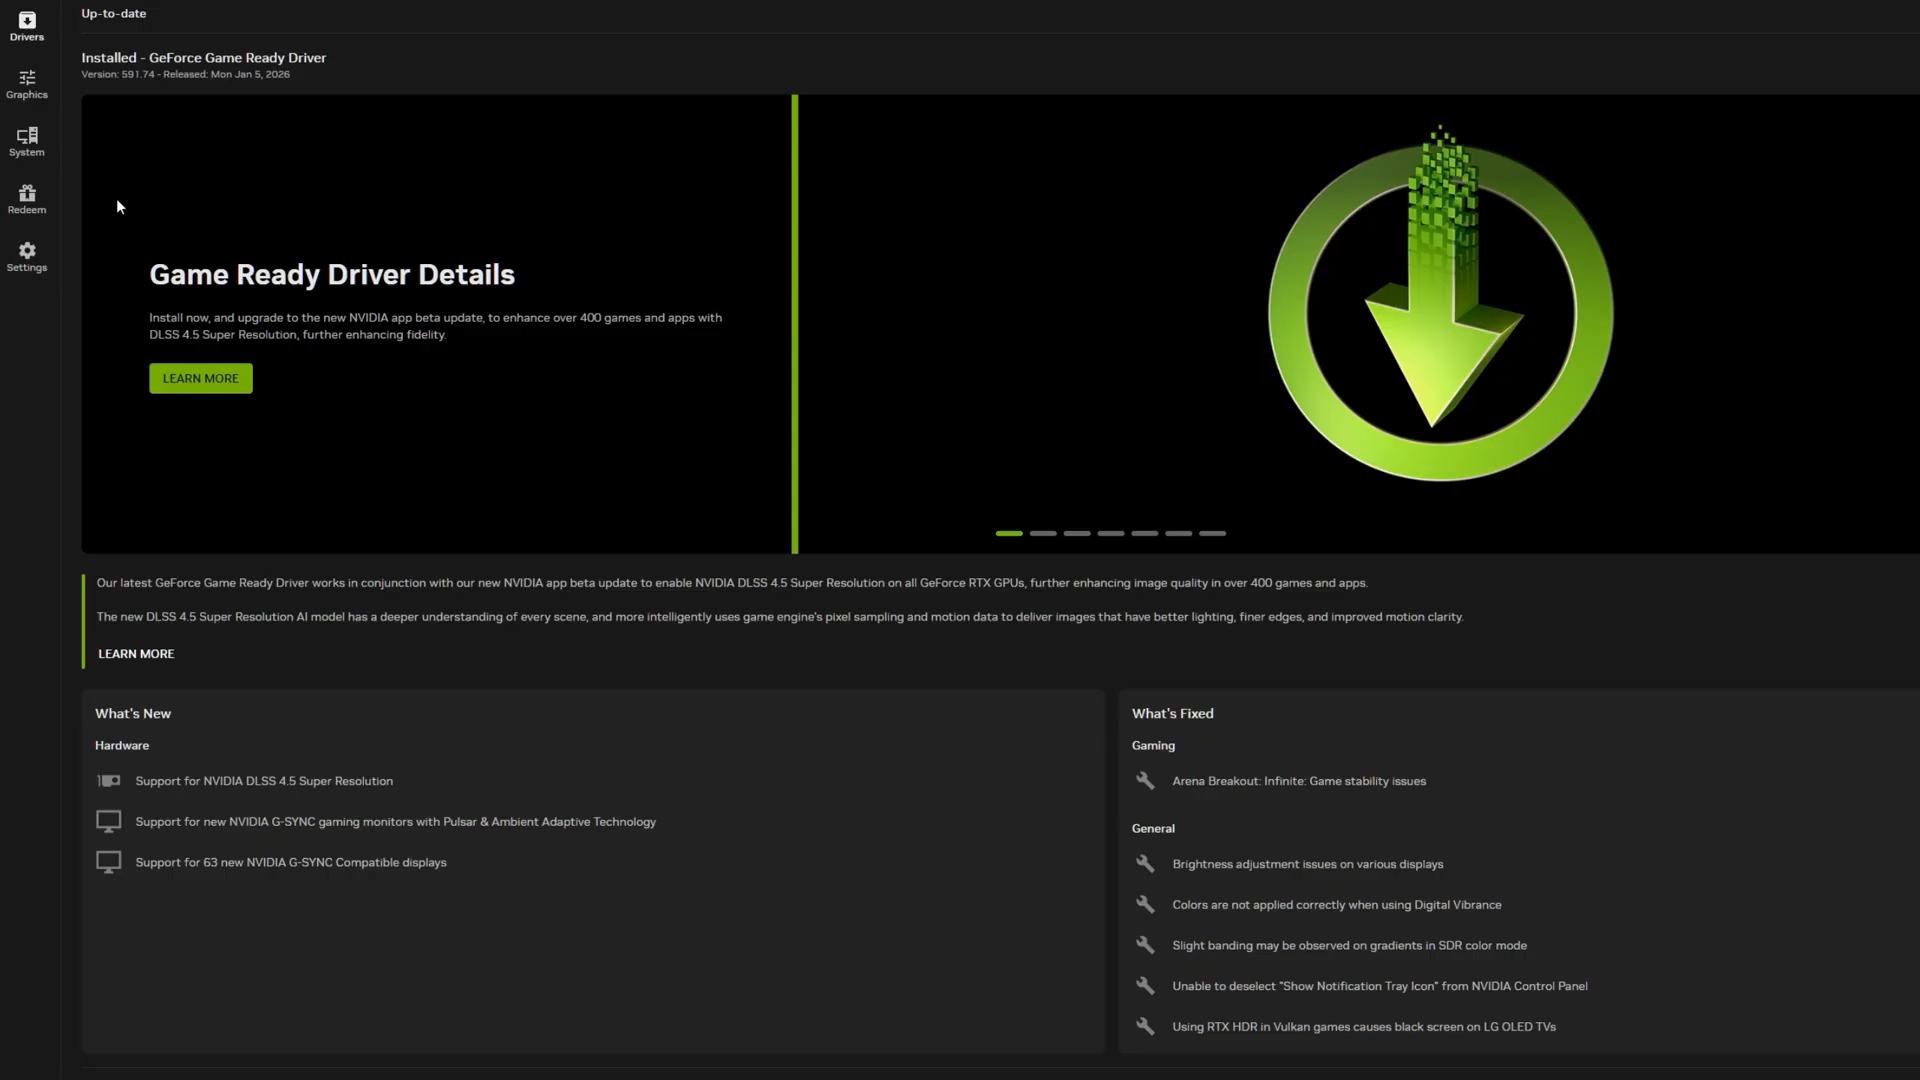 Up-to-date
Drivers
Installed - GeForce Game Ready Driver
Version: 591.74 - Released: Mon Jan 5, 2026
Graphics
System
Redeem
Settings
Game Ready Driver Details
Install now, and upgrade to the new NVIDIA app beta update, to enhance over 400 games and apps with
DLSS 4.5 Super Resolution, further enhancing fidelity.
LEARN MORE
Our latest GeForce Game Ready Driver works in conjunction with our new NVIDIA app beta update to enable NVIDIA DLSS 4.5 Super Resolution on all GeForce RTX GPUs, further enhancing image quality in over 400 games and apps.
The new DLSS 4.5 Super Resolution AI model has a deeper understanding of every scene, and more intelligently uses game engine's pixel sampling and motion data to deliver images that have better lighting, finer edges, and improved motion clarity.
LEARN MORE
What's New
Hardware
Support for NVIDIA DLSS 4.5 Super Resolution
Support for new NVIDIA G-SYNC gaming monitors with Pulsar & Ambient Adaptive Technology
Support for 63 new NVIDIA G-SYNC Compatible displays
What's Fixed
Gaming
Arena Breakout: Infinite: Game stability issues
General
Brightness adjustment issues on various displays
Colors are not applied correctly when using Digital Vibrance
Slight banding may be observed on gradients in SDR color mode
Unable to deselect "Show Notification Tray Icon" from NVIDIA Control Panel
Using RTX HDR in Vulkan games causes black screen on LG OLED TVs